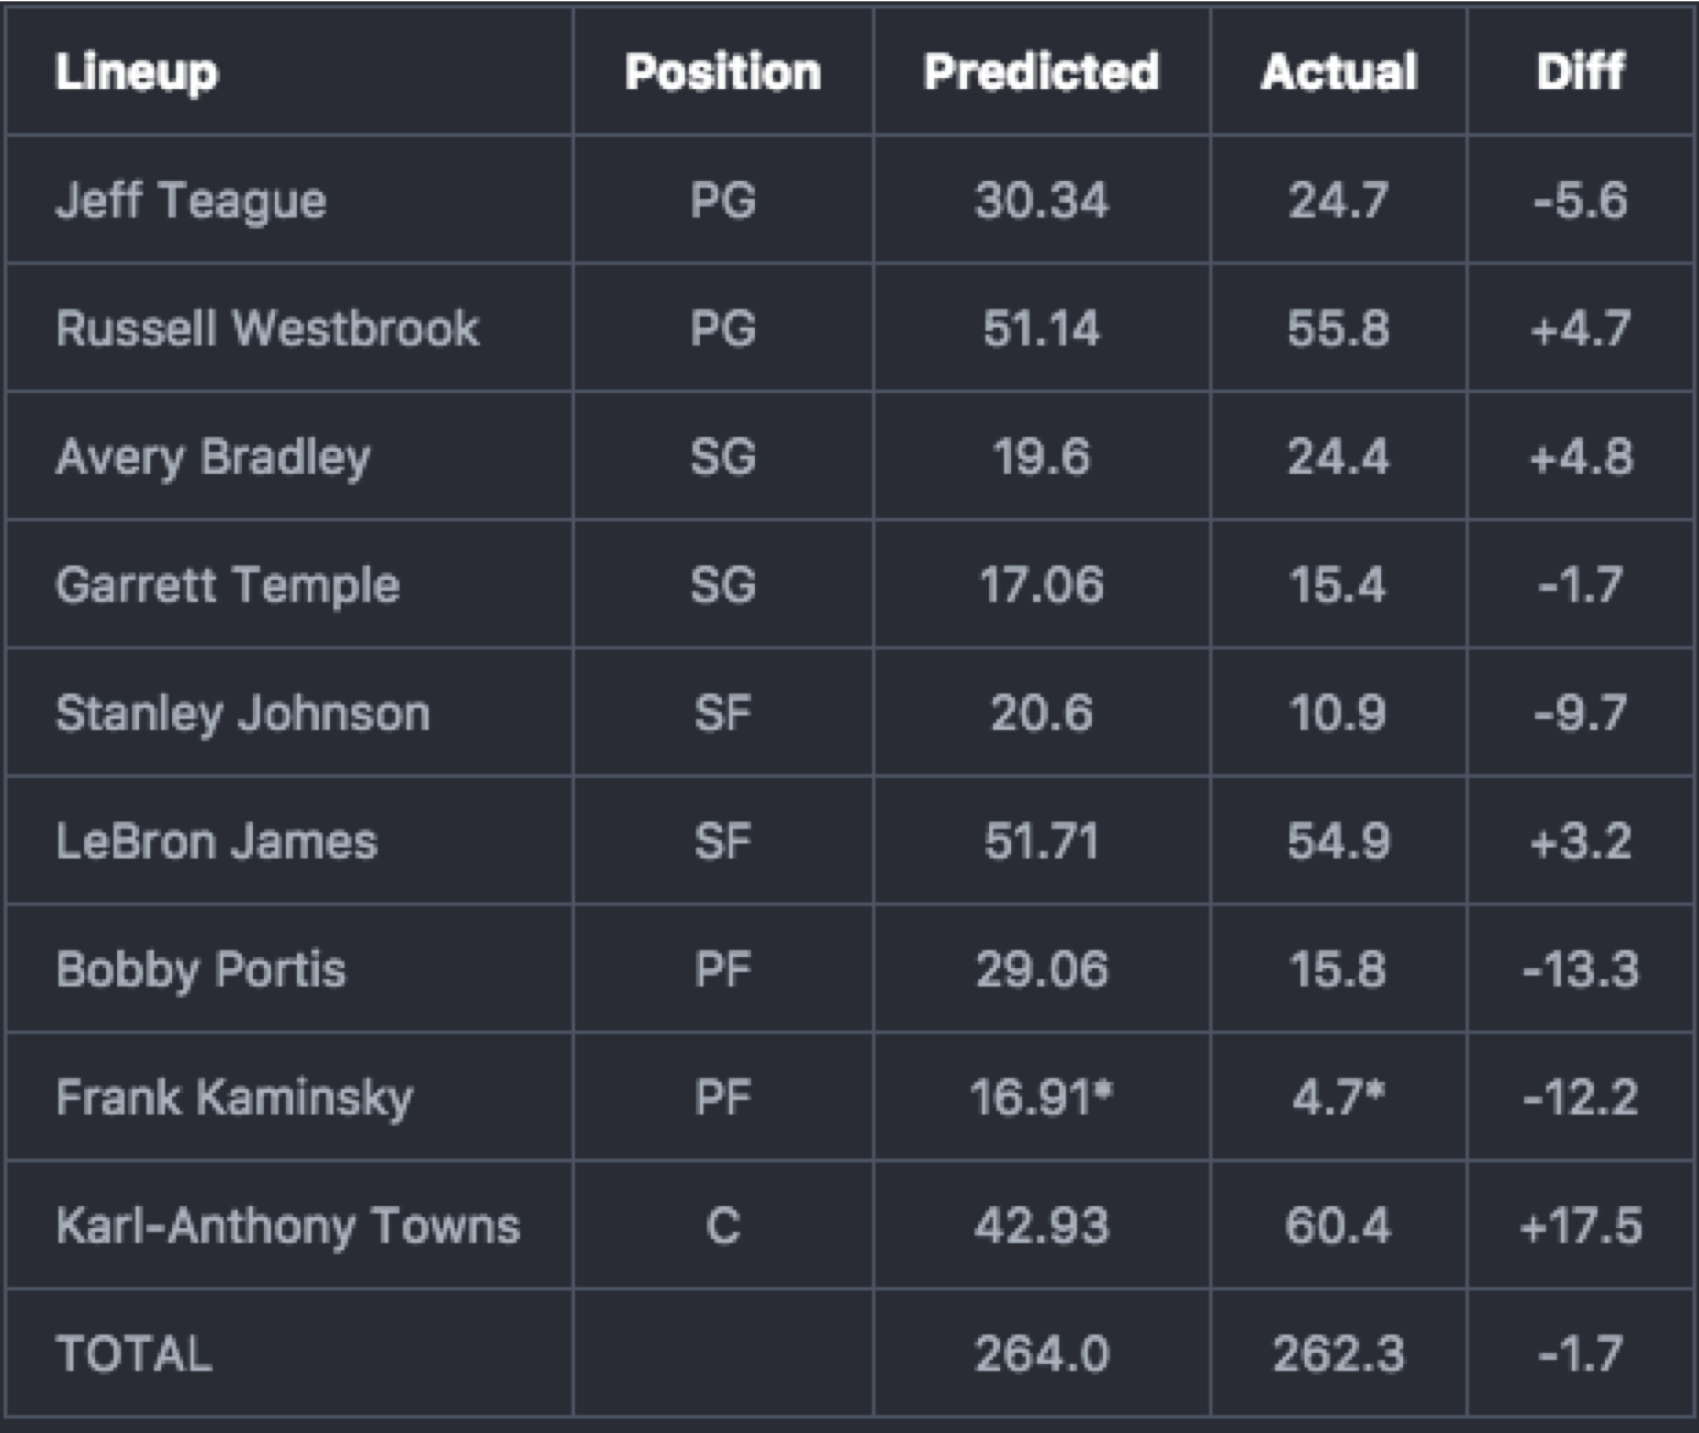 Lineup Position Predicted Actual Diff
Jeff Teague PG 30.34 24.7 -5.6
Russell Westbrook PG 51.14 55.8 +4.7
Avery Bradley SG 19.6 24.4 +4.8
Garrett Temple SG 17.06 15.4 -1.7
Stanley Johnson SF 20.6 10.9 -9.7
LeBron James SF 51.71 54.9 +3.2
Bobby Portis PF 29.06 15.8 -13.3
Frank Kaminsky PF 16.91* 4.7* -12.2
Karl-Anthony Towns C 42.93 60.4 +17.5
TOTAL 264.0 262.3 -1.7